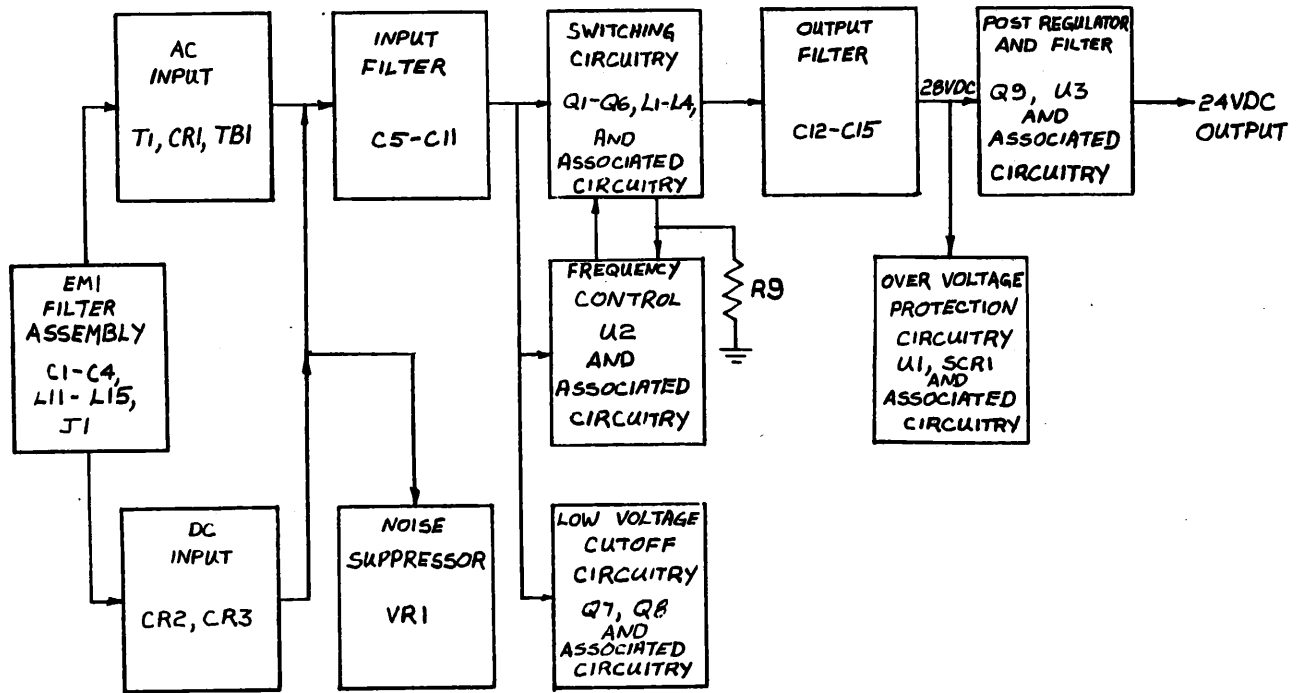 AC
INPUT
T1, CR1, TB1
INPUT
FILTER
C5-C11
SWITCHING
CIRCUITRY
Q1-Q6, L1-L4,
AND
ASSOCIATED
CIRCUITRY
OUTPUT
FILTER
C12-C15
28VDC
POST REGULATOR
AND FILTER
Q9, U3
AND
ASSOCIATED
CIRCUITRY
24VDC
OUTPUT
EMI
FILTER
ASSEMBLY
C1-C4,
L11-L15,
J1
FREQUENCY
CONTROL
U2
AND
ASSOCIATED
CIRCUITRY
R9
OVER VOLTAGE
PROTECTION
CIRCUITRY
U1, SCR1
AND
ASSOCIATED
CIRCUITRY
DC
INPUT
CR2, CR3
NOISE
SUPPRESSOR
VR1
LOW VOLTAGE
CUTOFF
CIRCUITRY
Q7, Q8
AND
ASSOCIATED
CIRCUITRY